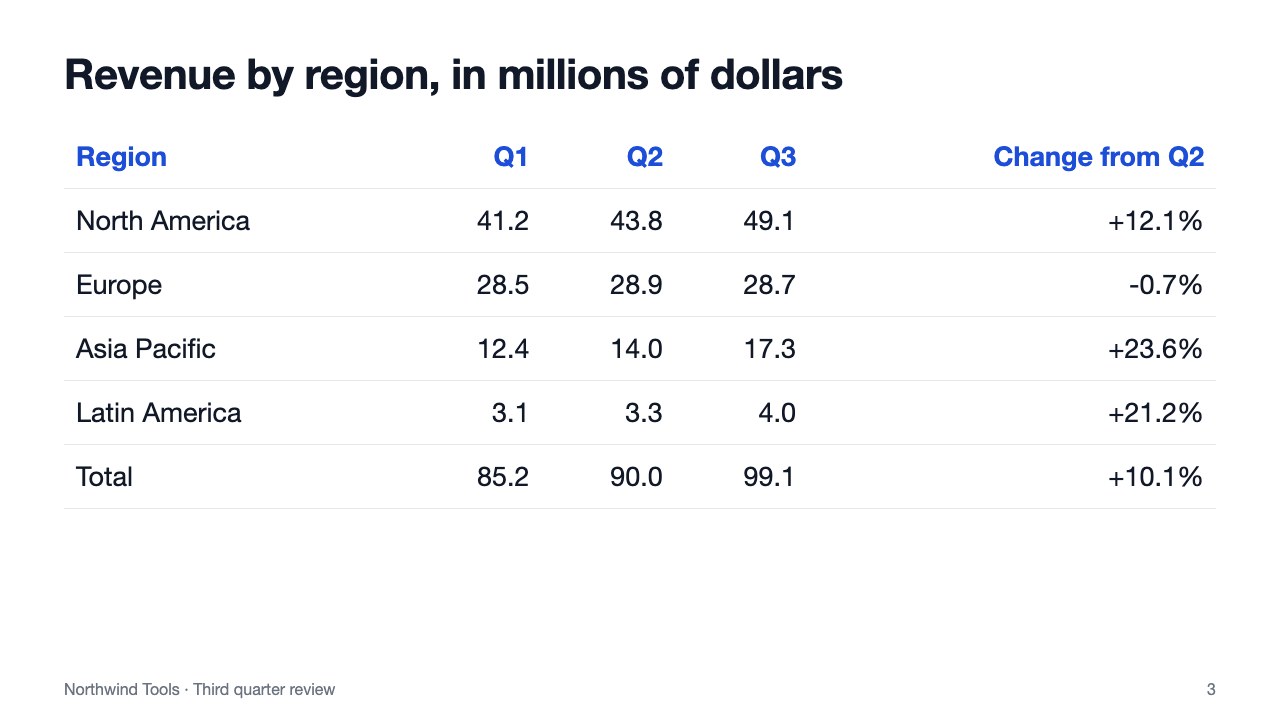 Revenue by region, in millions of dollars
Region Q1 Q2 Q3 Change from Q2
North America 41.2 43.8 49.1 +12.1%
Europe 28.5 28.9 28.7 -0.7%
Asia Pacific 12.4 14.0 17.3 +23.6%
Latin America 3.1 3.3 4.0 +21.2%
Total 85.2 90.0 99.1 +10.1%
Northwind Tools · Third quarter review 3